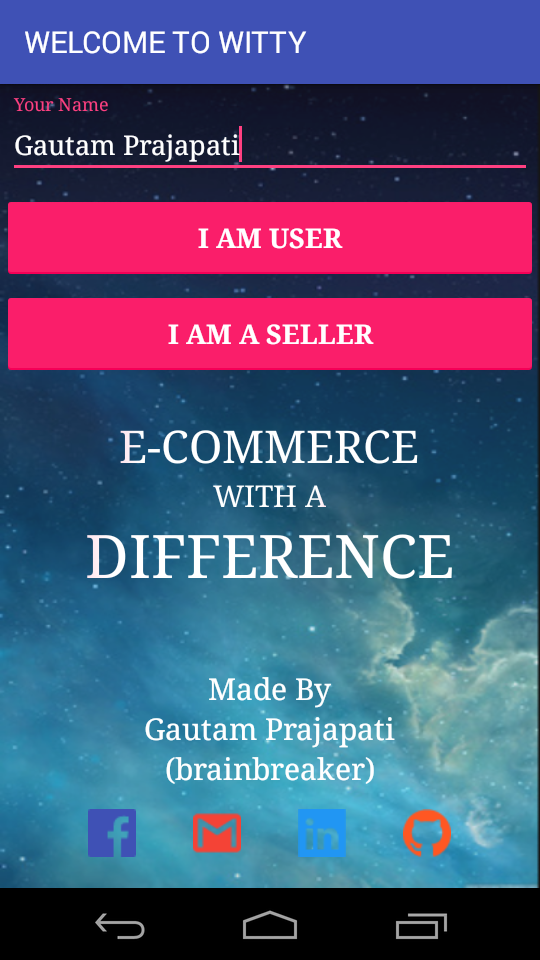 WELCOME TO WITTY
Your Name
Gautam Prajapati
I AM USER
I AM A SELLER
E-COMMERCE
WITH A
DIFFERENCE
Made By
Gautam Prajapati
(brainbreaker)
f M in